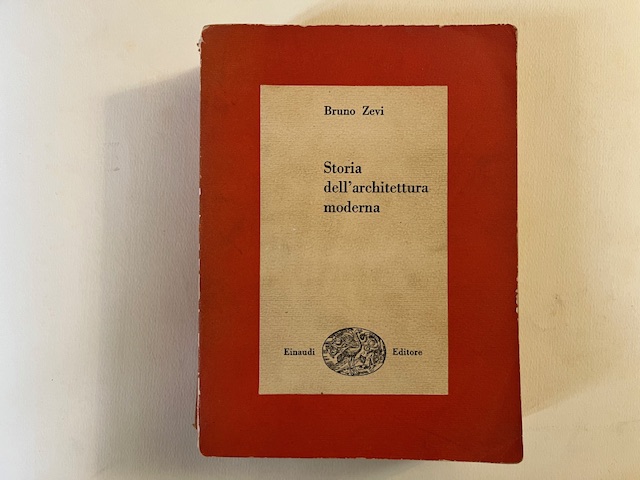 Bruno Zevi
Storia
dell'architettura
moderna
Einaudi Editore